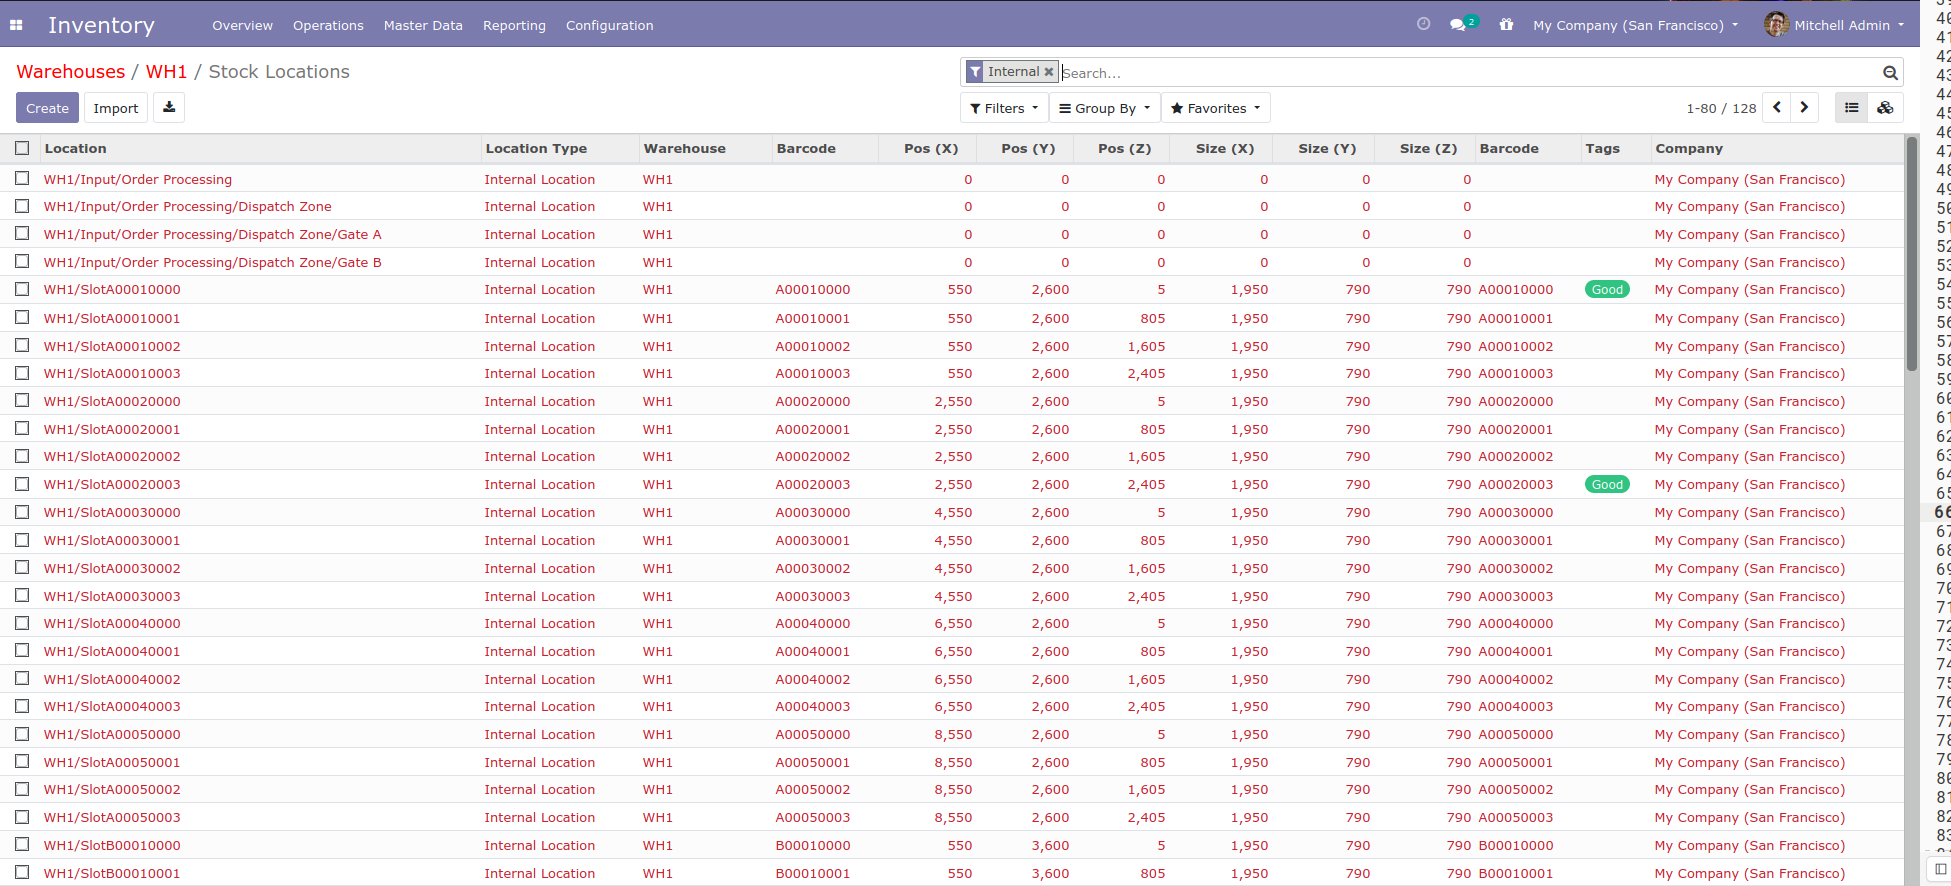 Inventory Overview Operations Master Data Reporting Configuration 2 My Company (San Francisco) Mitchell Admin
Warehouses / WH1 / Stock Locations Internal Search...
Create Import Filters Group By Favorites 1-80 / 128
Location Location Type Warehouse Barcode Pos (X) Pos (Y) Pos (Z) Size (X) Size (Y) Size (Z) Barcode Tags Company
WH1/Input/Order Processing Internal Location WH1 0 0 0 0 0 0 My Company (San Francisco)
WH1/Input/Order Processing/Dispatch Zone Internal Location WH1 0 0 0 0 0 0 My Company (San Francisco)
WH1/Input/Order Processing/Dispatch Zone/Gate A Internal Location WH1 0 0 0 0 0 0 My Company (San Francisco)
WH1/Input/Order Processing/Dispatch Zone/Gate B Internal Location WH1 0 0 0 0 0 0 My Company (San Francisco)
WH1/SlotA00010000 Internal Location WH1 A00010000 550 2,600 5 1,950 790 790 A00010000 Good My Company (San Francisco)
WH1/SlotA00010001 Internal Location WH1 A00010001 550 2,600 805 1,950 790 790 A00010001 My Company (San Francisco)
WH1/SlotA00010002 Internal Location WH1 A00010002 550 2,600 1,605 1,950 790 790 A00010002 My Company (San Francisco)
WH1/SlotA00010003 Internal Location WH1 A00010003 550 2,600 2,405 1,950 790 790 A00010003 My Company (San Francisco)
WH1/SlotA00020000 Internal Location WH1 A00020000 2,550 2,600 5 1,950 790 790 A00020000 My Company (San Francisco)
WH1/SlotA00020001 Internal Location WH1 A00020001 2,550 2,600 805 1,950 790 790 A00020001 My Company (San Francisco)
WH1/SlotA00020002 Internal Location WH1 A00020002 2,550 2,600 1,605 1,950 790 790 A00020002 My Company (San Francisco)
WH1/SlotA00020003 Internal Location WH1 A00020003 2,550 2,600 2,405 1,950 790 790 A00020003 Good My Company (San Francisco)
WH1/SlotA00030000 Internal Location WH1 A00030000 4,550 2,600 5 1,950 790 790 A00030000 My Company (San Francisco)
WH1/SlotA00030001 Internal Location WH1 A00030001 4,550 2,600 805 1,950 790 790 A00030001 My Company (San Francisco)
WH1/SlotA00030002 Internal Location WH1 A00030002 4,550 2,600 1,605 1,950 790 790 A00030002 My Company (San Francisco)
WH1/SlotA00030003 Internal Location WH1 A00030003 4,550 2,600 2,405 1,950 790 790 A00030003 My Company (San Francisco)
WH1/SlotA00040000 Internal Location WH1 A00040000 6,550 2,600 5 1,950 790 790 A00040000 My Company (San Francisco)
WH1/SlotA00040001 Internal Location WH1 A00040001 6,550 2,600 805 1,950 790 790 A00040001 My Company (San Francisco)
WH1/SlotA00040002 Internal Location WH1 A00040002 6,550 2,600 1,605 1,950 790 790 A00040002 My Company (San Francisco)
WH1/SlotA00040003 Internal Location WH1 A00040003 6,550 2,600 2,405 1,950 790 790 A00040003 My Company (San Francisco)
WH1/SlotA00050000 Internal Location WH1 A00050000 8,550 2,600 5 1,950 790 790 A00050000 My Company (San Francisco)
WH1/SlotA00050001 Internal Location WH1 A00050001 8,550 2,600 805 1,950 790 790 A00050001 My Company (San Francisco)
WH1/SlotA00050002 Internal Location WH1 A00050002 8,550 2,600 1,605 1,950 790 790 A00050002 My Company (San Francisco)
WH1/SlotA00050003 Internal Location WH1 A00050003 8,550 2,600 2,405 1,950 790 790 A00050003 My Company (San Francisco)
WH1/SlotB00010000 Internal Location WH1 B00010000 550 3,600 5 1,950 790 790 B00010000 My Company (San Francisco)
WH1/SlotB00010001 Internal Location WH1 B00010001 550 3,600 805 1,950 790 790 B00010001 My Company (San Francisco)